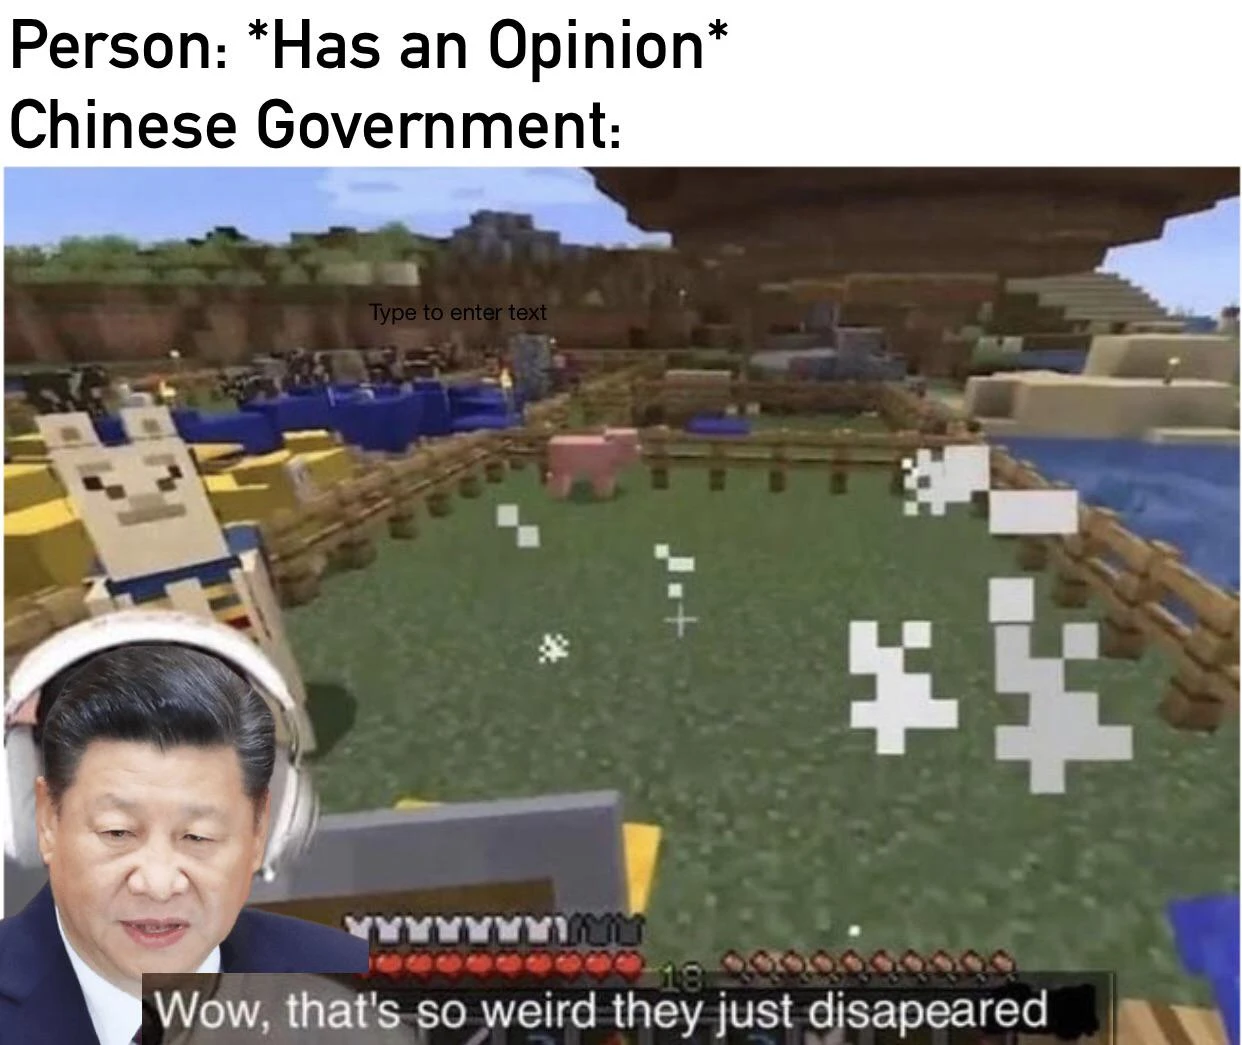 Person: *Has an Opinion*
Chinese Government:
Type to enter text
18
Wow, that's so weird they just disapeared